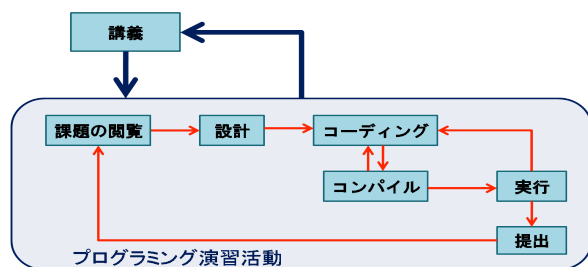 講義
課題の閲覧
設計
コーディング
コンパイル
実行
提出
プログラミング演習活動